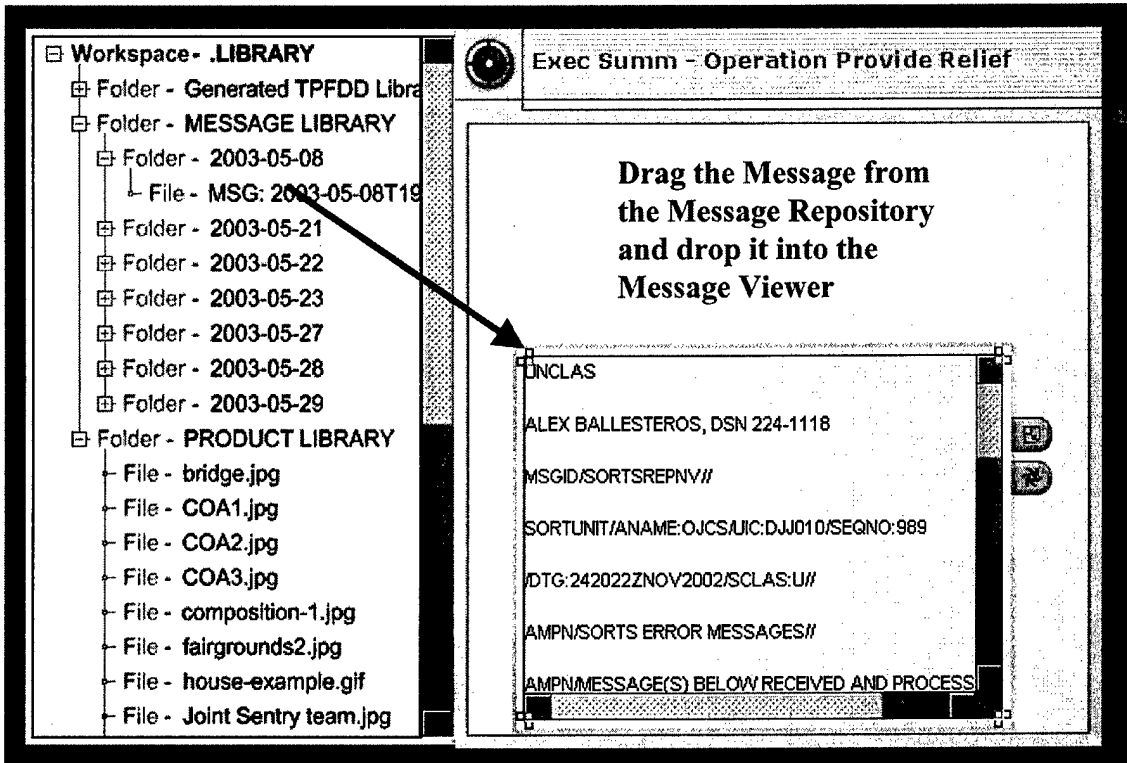 Workspace- .LIBRARY
Folder - Generated TPFDD Libra
Folder - MESSAGE LIBRARY
Folder - 2003-05-08
File - MSG: 2003-05-08T19
Folder - 2003-05-21
Folder - 2003-05-22
Folder - 2003-05-23
Folder - 2003-05-27
Folder - 2003-05-28
Folder - 2003-05-29
Folder - PRODUCT LIBRARY
File - bridge.jpg
File - COA1.jpg
File - COA2.jpg
File - COA3.jpg
File - composition-1.jpg
File - fairgrounds2.jpg
File - house-example.gif
File - Joint Sentry team.jpg
Exec Summ - Operation Provide Relief
Drag the Message from
the Message Repository
and drop it into the
Message Viewer
UNCLAS
ALEX BALLESTEROS, DSN 224-1118
MSGID/SORTSREPNV//
SORTUNIT/ANAME:OJCS/UIC:DJJ010/SEQNO:989
/DTG:242022ZNOV2002/SCLAS:U//
AMPN/SORTS ERROR MESSAGES//
AMPN/MESSAGE(S) BELOW RECEIVED AND PROCESS